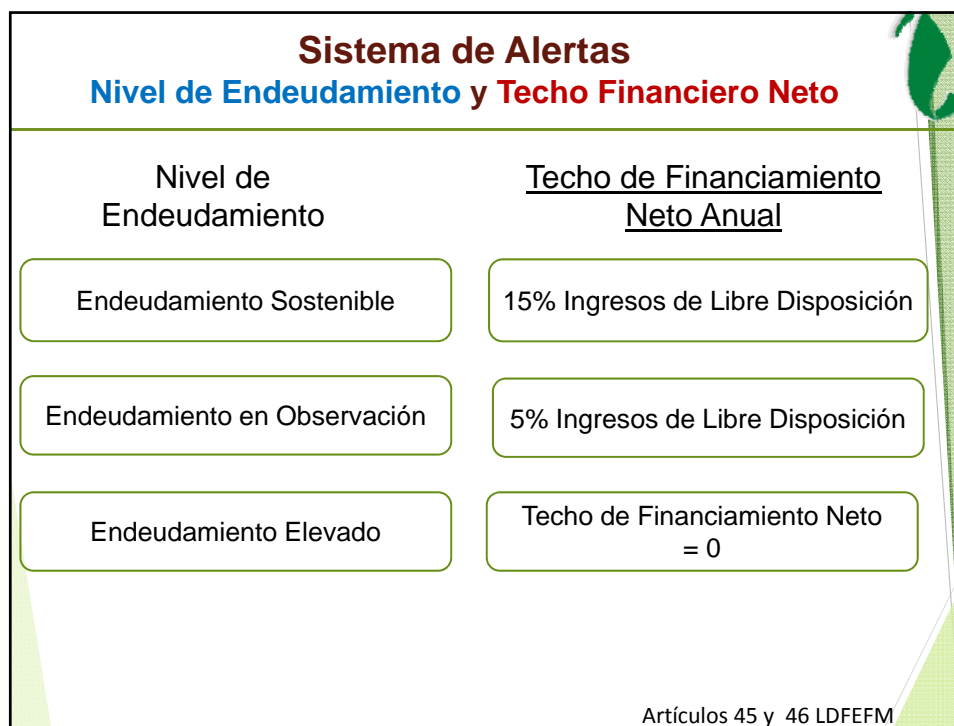 Sistema de Alertas
Nivel de Endeudamiento y Techo Financiero Neto
Nivel de
Endeudamiento
Techo de Financiamiento
Neto Anual
Endeudamiento Sostenible
15% Ingresos de Libre Disposición
Endeudamiento en Observación
5% Ingresos de Libre Disposición
Endeudamiento Elevado
Techo de Financiamiento Neto
= 0
Artículos 45 y 46 LDFEFM